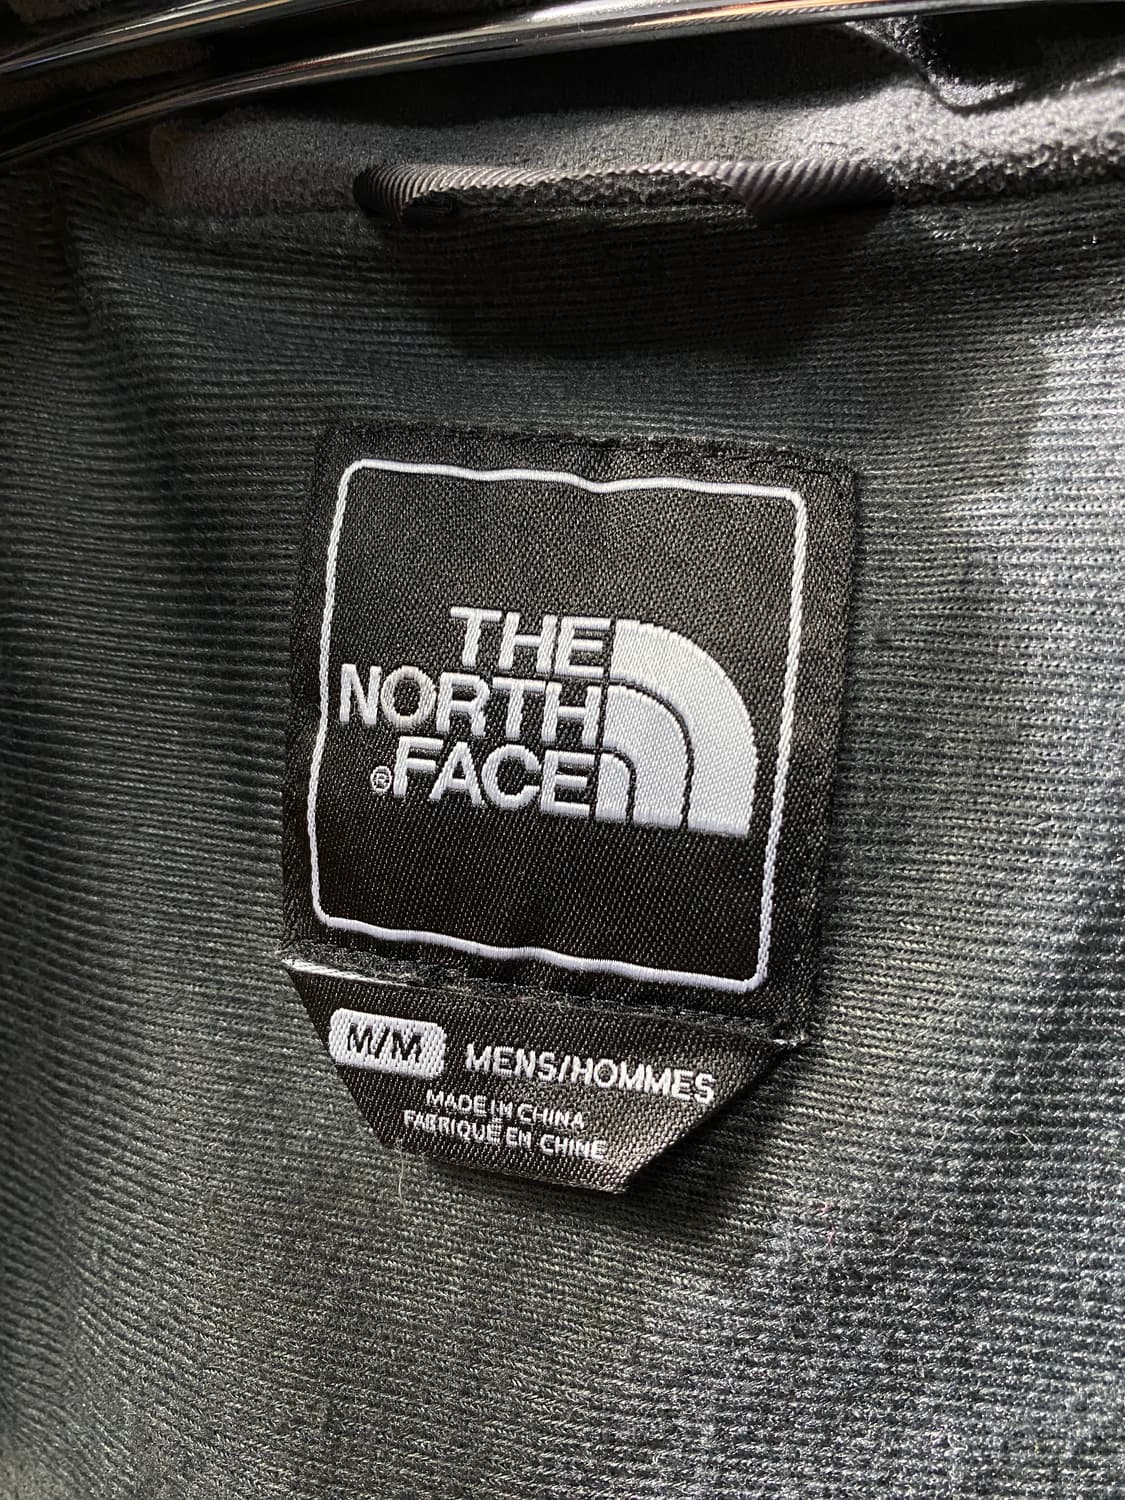 THE
NORTH
®FACE
M/M MENS/HOMMES
MADE IN CHINA
FABRIQUÉ EN CHINE